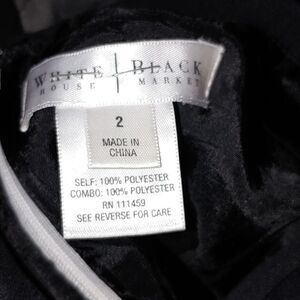 WHITE BLACK
HOUSE MARKET
2
MADE IN
CHINA
SELF: 100% POLYESTER
COMBO: 100% POLYESTER
RN 111459
SEE REVERSE FOR CARE